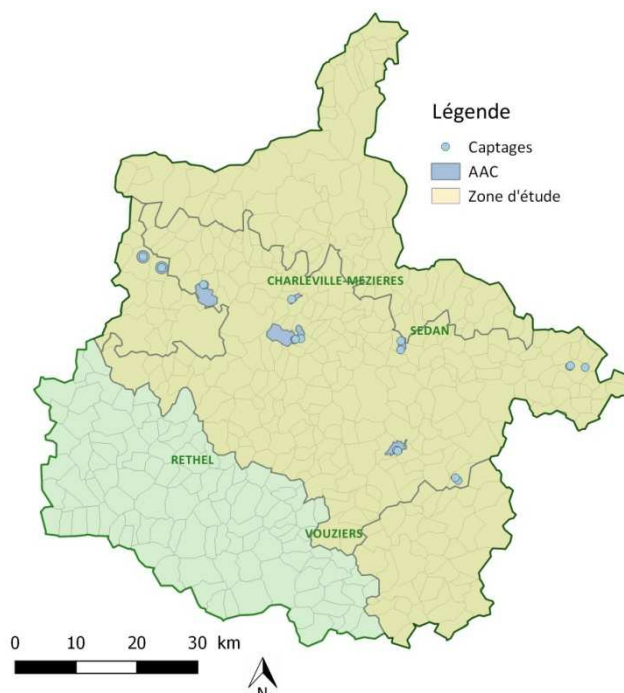 Légende
Captages
AAC
Zone d'étude
CHARLEVILLE-MEZIERES
SEDAN
RETHEL
VOUZIERS
0 10 20 30 km
N